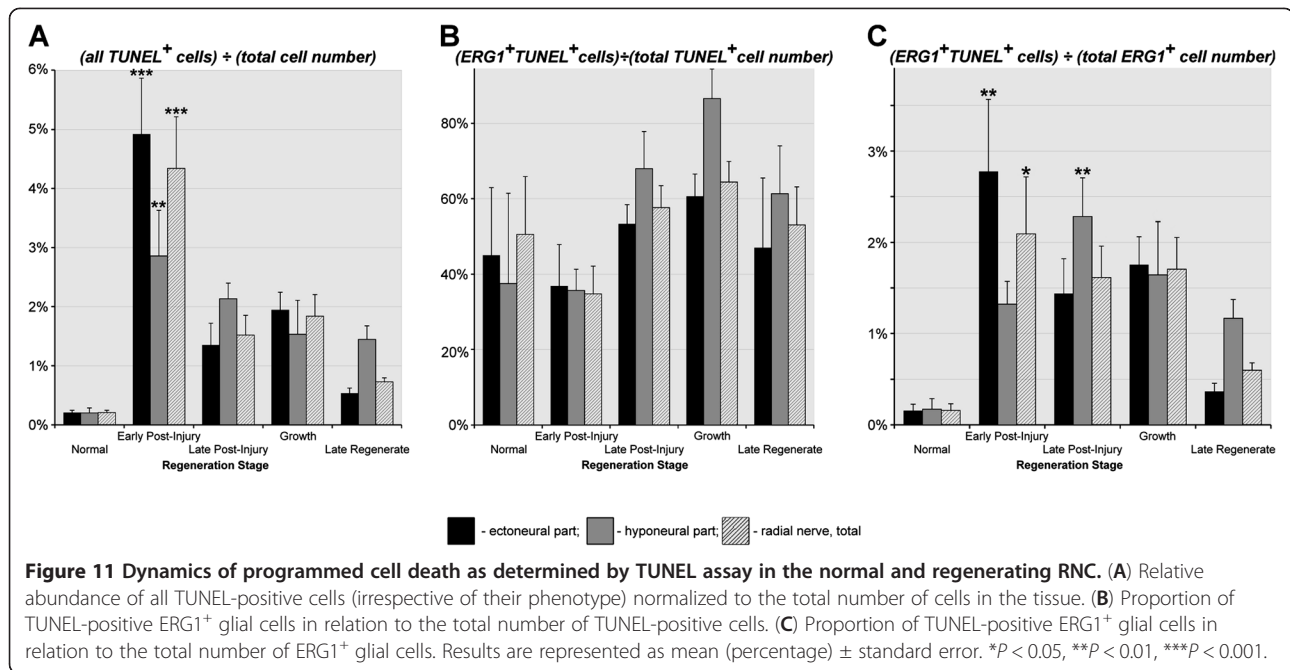 A
(all TUNEL⁺ cells) ÷ (total cell number)
6%
5%
4%
3%
2%
1%
0%
***
**
***
Normal
Early Post-Injury
Late Post-Injury
Growth
Late Regenerate
Regeneration Stage
B
(ERG1⁺TUNEL⁺cells)÷(total TUNEL⁺cell number)
80%
60%
40%
20%
0%
Normal
Early Post-Injury
Late Post-Injury
Growth
Late Regenerate
Regeneration Stage
C
(ERG1⁺TUNEL⁺cells) ÷ (total ERG1⁺ cell number)
3%
2%
1%
0%
**
*
**
Normal
Early Post-Injury
Late Post-Injury
Growth
Late Regenerate
Regeneration Stage
- ectoneural part; - hyponeural part; - radial nerve, total
Figure 11 Dynamics of programmed cell death as determined by TUNEL assay in the normal and regenerating RNC. (A) Relative
abundance of all TUNEL-positive cells (irrespective of their phenotype) normalized to the total number of cells in the tissue. (B) Proportion of
TUNEL-positive ERG1⁺ glial cells in relation to the total number of TUNEL-positive cells. (C) Proportion of TUNEL-positive ERG1⁺ glial cells in
relation to the total number of ERG1⁺ glial cells. Results are represented as mean (percentage) ± standard error. *P < 0.05, **P < 0.01, ***P < 0.001.